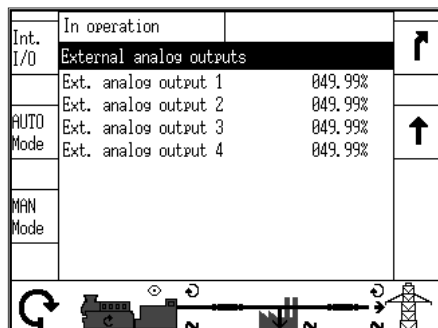 Int.
I/O
In operation
External analog outputs
Ext. analog output 1 049.99%
Ext. analog output 2 049.99%
Ext. analog output 3 049.99%
Ext. analog output 4 049.99%
AUTO
Mode
MAN
Mode